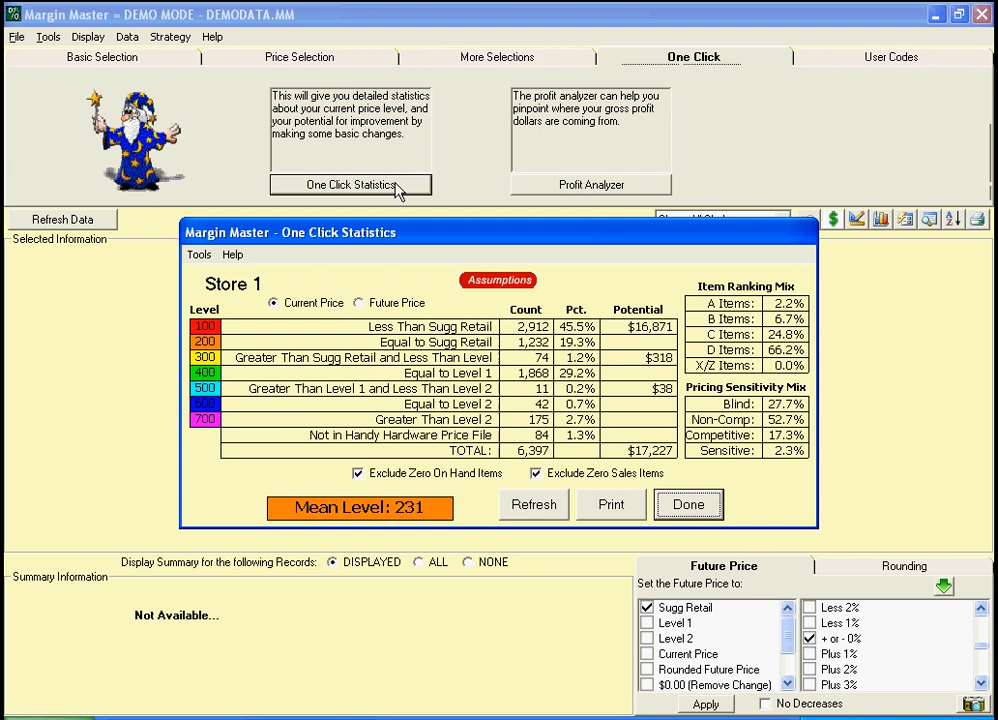 Margin Master = DEMO MODE - DEMODATA.MM
File Tools Display Data Strategy Help
Basic Selection Price Selection More Selections One Click User Codes
This will give you detailed statistics
about your current price level, and
your potential for improvement by
making some basic changes.
The profit analyzer can help you
pinpoint where your gross profit
dollars are coming from.
One Click Statistics Profit Analyzer
Refresh Data
Selected Information
Margin Master - One Click Statistics
Tools Help
Store 1
Assumptions
Current Price Future Price
Level Count Pct. Potential
100 Less Than Sugg Retail 2,912 45.5% $16,871
200 Equal to Sugg Retail 1,232 19.3%
300 Greater Than Sugg Retail and Less Than Level 74 1.2% $318
400 Equal to Level 1 1,868 29.2%
500 Greater Than Level 1 and Less Than Level 2 11 0.2% $38
600 Equal to Level 2 42 0.7%
700 Greater Than Level 2 175 2.7%
Not in Handy Hardware Price File 84 1.3%
TOTAL: 6,397 $17,227
Item Ranking Mix
A Items: 2.2%
B Items: 6.7%
C Items: 24.8%
D Items: 66.2%
X/Z Items: 0.0%
Pricing Sensitivity Mix
Blind: 27.7%
Non-Comp: 52.7%
Competitive: 17.3%
Sensitive: 2.3%
Exclude Zero On Hand Items Exclude Zero Sales Items
Mean Level: 231
Refresh Print Done
Display Summary for the following Records: DISPLAYED ALL NONE
Summary Information
Not Available...
Future Price Rounding
Set the Future Price to:
Sugg Retail
Level 1
Level 2
Current Price
Rounded Future Price
$0.00 (Remove Change)
Less 2%
Less 1%
+ or - 0%
Plus 1%
Plus 2%
Plus 3%
Apply No Decreases